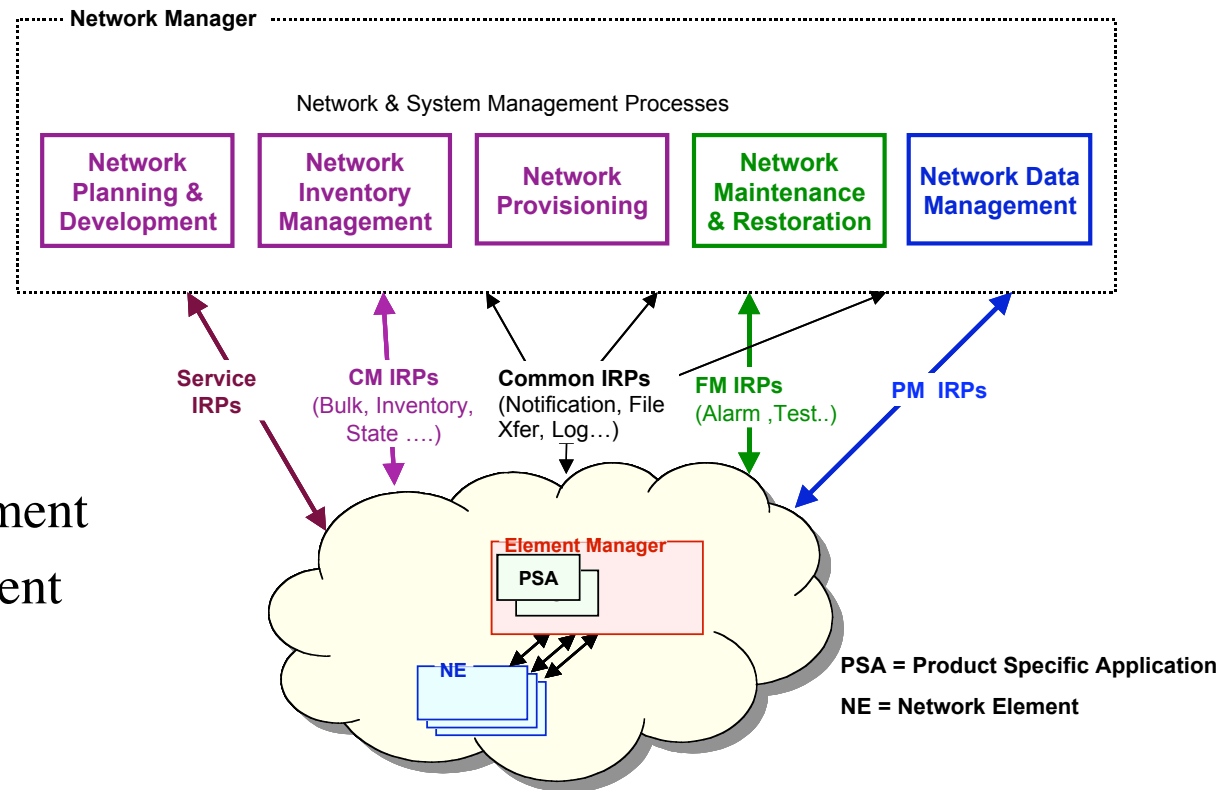 Network Manager
Network & System Management Processes
Network
Planning &
Development
Network
Inventory
Management
Network
Provisioning
Network
Maintenance
& Restoration
Network Data
Management
Service
IRPs
CM IRPs
(Bulk, Inventory,
State ….)
Common IRPs
(Notification, File
Xfer, Log…)
FM IRPs
(Alarm ,Test..)
PM IRPs
ment
ent
Element Manager
PSA
NE
PSA = Product Specific Application
NE = Network Element